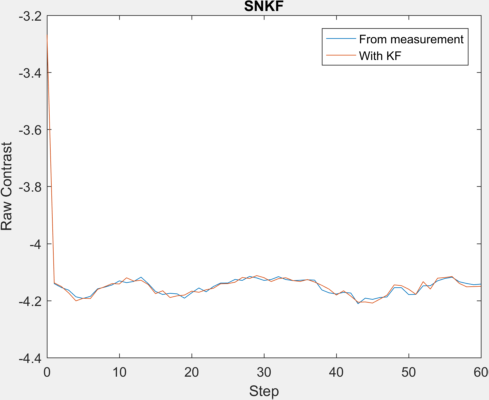 SNKF
From measurement
With KF
Raw Contrast
-3.2
-3.4
-3.6
-3.8
-4
-4.2
-4.4
0 10 20 30 40 50 60
Step